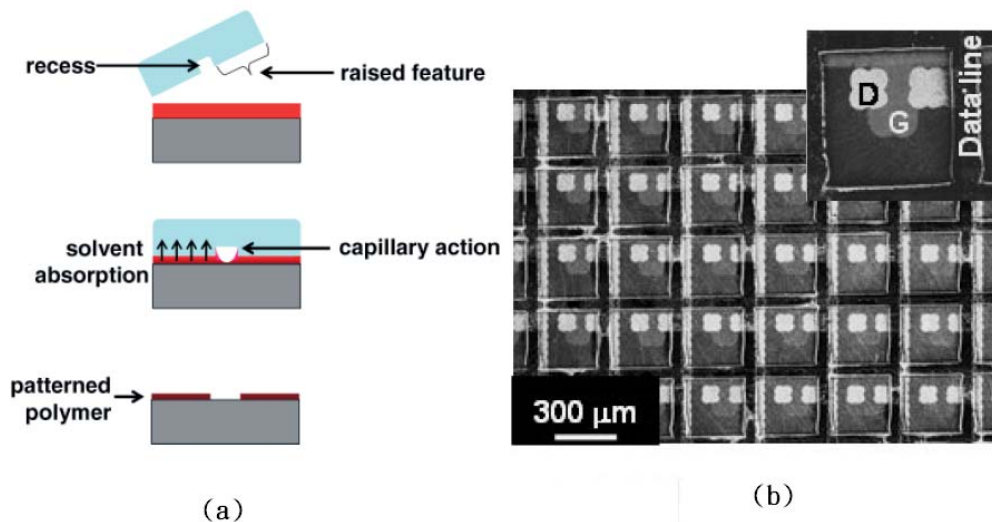 recess
raised feature
solvent
absorption
capillary action
patterned
polymer
(a)
D
G
Data line
300 μm
(b)